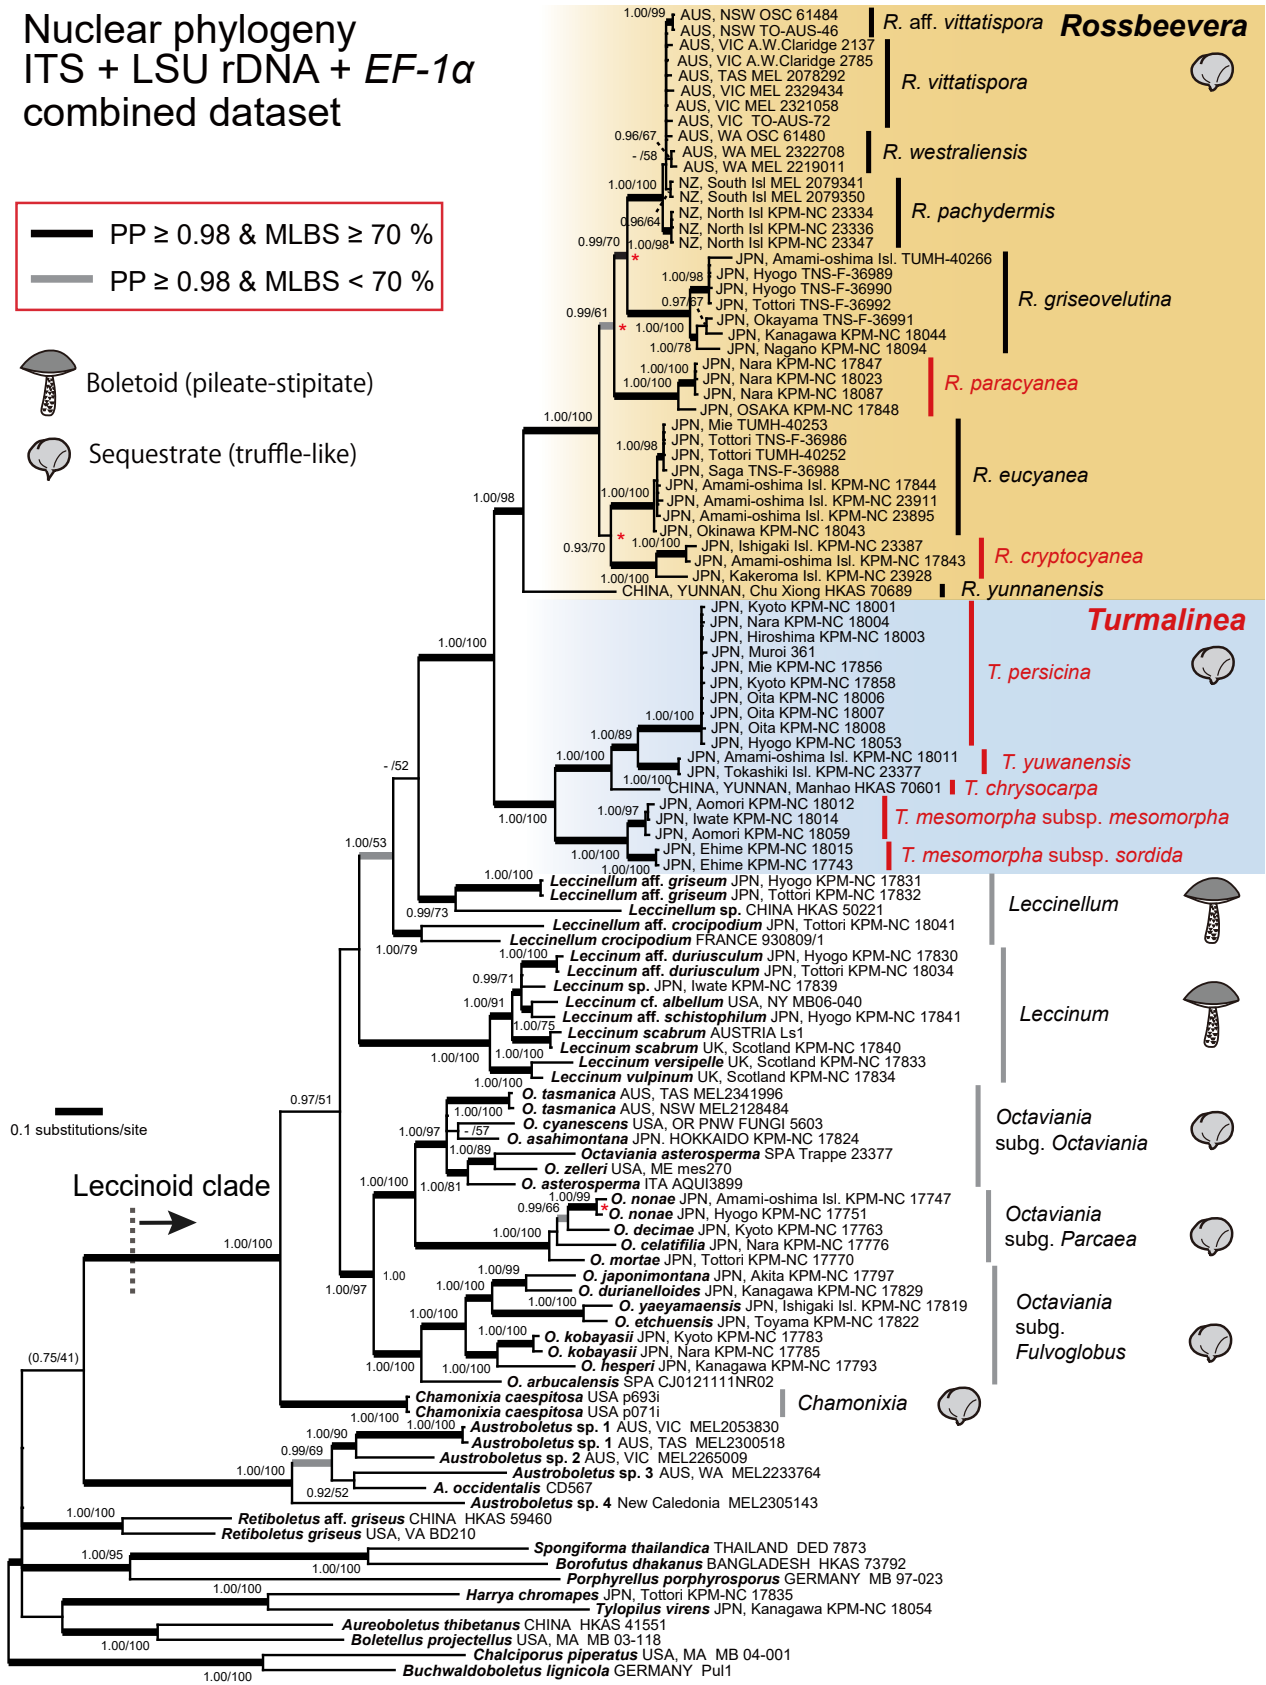 Nuclear phylogeny
ITS + LSU rDNA + EF-1α
combined dataset
PP ≥ 0.98 & MLBS ≥ 70 %
PP ≥ 0.98 & MLBS < 70 %
Boletoid (pileate-stipitate)
Sequestrate (truffle-like)
0.1 substitutions/site
Leccinoid clade
Rossbeevera
1.00/99
AUS, NSW OSC 61484
AUS, NSW TO-AUS-46
R. aff. vittatispora
AUS, VIC A.W.Claridge 2137
AUS, VIC A.W.Claridge 2785
AUS, TAS MEL 2078292
AUS, VIC MEL 2329434
AUS, VIC MEL 2321058
AUS, VIC TO-AUS-72
R. vittatispora
0.96/67
- /58
AUS, WA OSC 61480
AUS, WA MEL 2322708
AUS, WA MEL 2219011
R. westraliensis
1.00/100
NZ, South Isl MEL 2079341
NZ, South Isl MEL 2079350
NZ, North Isl KPM-NC 23334
NZ, North Isl KPM-NC 23336
NZ, North Isl KPM-NC 23347
R. pachydermis
0.96/64
1.00/98
0.99/70
*
JPN, Amami-oshima Isl. TUMH-40266
JPN, Hyogo TNS-F-36989
JPN, Hyogo TNS-F-36990
JPN, Tottori TNS-F-36992
JPN, Okayama TNS-F-36991
JPN, Kanagawa KPM-NC 18044
JPN, Nagano KPM-NC 18094
R. griseovelutina
1.00/98
0.97/67
1.00/100
1.00/78
0.99/61
*
JPN, Nara KPM-NC 17847
JPN, Nara KPM-NC 18023
JPN, Nara KPM-NC 18087
JPN, OSAKA KPM-NC 17848
R. paracyanea
1.00/100
1.00/100
1.00/100
JPN, Mie TUMH-40253
JPN, Tottori TNS-F-36986
JPN, Tottori TUMH-40252
JPN, Saga TNS-F-36988
JPN, Amami-oshima Isl. KPM-NC 17844
JPN, Amami-oshima Isl. KPM-NC 23911
JPN, Amami-oshima Isl. KPM-NC 23895
JPN, Okinawa KPM-NC 18043
R. eucyanea
1.00/98
1.00/100
1.00/98
0.93/70
*
1.00/100
JPN, Ishigaki Isl. KPM-NC 23387
JPN, Amami-oshima Isl. KPM-NC 17843
JPN, Kakeroma Isl. KPM-NC 23928
R. cryptocyanea
1.00/100
CHINA, YUNNAN, Chu Xiong HKAS 70689
R. yunnanensis
Turmalinea
JPN, Kyoto KPM-NC 18001
JPN, Nara KPM-NC 18004
JPN, Hiroshima KPM-NC 18003
JPN, Muroi 361
JPN, Mie KPM-NC 17856
JPN, Kyoto KPM-NC 17858
JPN, Oita KPM-NC 18006
JPN, Oita KPM-NC 18007
JPN, Oita KPM-NC 18008
JPN, Hyogo KPM-NC 18053
T. persicina
1.00/100
1.00/100
1.00/89
1.00/100
JPN, Amami-oshima Isl. KPM-NC 18011
JPN, Tokashiki Isl. KPM-NC 23377
T. yuwanensis
1.00/100
CHINA, YUNNAN, Manhao HKAS 70601
T. chrysocarpa
1.00/100
1.00/97
JPN, Aomori KPM-NC 18012
JPN, Iwate KPM-NC 18014
JPN, Aomori KPM-NC 18059
T. mesomorpha subsp. mesomorpha
1.00/100
JPN, Ehime KPM-NC 18015
JPN, Ehime KPM-NC 17743
T. mesomorpha subsp. sordida
1.00/100
- /52
1.00/53
1.00/100
Leccinellum aff. griseum JPN, Hyogo KPM-NC 17831
Leccinellum aff. griseum JPN, Tottori KPM-NC 17832
Leccinellum sp. CHINA HKAS 50221
0.99/73
Leccinellum aff. crocipodium JPN, Tottori KPM-NC 18041
Leccinellum crocipodium FRANCE 930809/1
1.00/79
Leccinellum
1.00/100
Leccinum aff. duriusculum JPN, Hyogo KPM-NC 17830
Leccinum aff. duriusculum JPN, Tottori KPM-NC 18034
0.99/71
Leccinum sp. JPN, Iwate KPM-NC 17839
Leccinum cf. albellum USA, NY MB06-040
Leccinum aff. schistophilum JPN, Hyogo KPM-NC 17841
1.00/91
1.00/75
Leccinum scabrum AUSTRIA Ls1
Leccinum scabrum UK, Scotland KPM-NC 17840
1.00/100
1.00/100
Leccinum versipelle UK, Scotland KPM-NC 17833
Leccinum vulpinum UK, Scotland KPM-NC 17834
1.00/100
Leccinum
0.97/51
O. tasmanica AUS, TAS MEL2341996
O. tasmanica AUS, NSW MEL2128484
1.00/100
O. cyanescens USA, OR PNW FUNGI 5603
O. asahimontana JPN. HOKKAIDO KPM-NC 17824
1.00/97
- /57
1.00/89
Octaviania asterosperma SPA Trappe 23377
O. zelleri USA, ME mes270
O. asterosperma ITA AQUI3899
1.00/81
Octaviania
subg. Octaviania
1.00/100
1.00/99
O. nonae JPN, Amami-oshima Isl. KPM-NC 17747
O. nonae JPN, Hyogo KPM-NC 17751
*
0.99/66
O. decimae JPN, Kyoto KPM-NC 17763
O. celatifilia JPN, Nara KPM-NC 17776
O. mortae JPN, Tottori KPM-NC 17770
1.00/100
Octaviania
subg. Parcaea
1.00/100
1.00/97
1.00
1.00/99
O. japonimontana JPN, Akita KPM-NC 17797
O. durianelloides JPN, Kanagawa KPM-NC 17829
1.00/100
1.00/100
O. yaeyamaensis JPN, Ishigaki Isl. KPM-NC 17819
O. etchuensis JPN, Toyama KPM-NC 17822
1.00/100
1.00/100
O. kobayasii JPN, Kyoto KPM-NC 17783
O. kobayasii JPN, Nara KPM-NC 17785
O. hesperi JPN, Kanagawa KPM-NC 17793
1.00/100
1.00/100
O. arbucalensis SPA CJ0121111NR02
Octaviania
subg.
Fulvoglobus
(0.75/41)
Chamonixia caespitosa USA p693i
Chamonixia caespitosa USA p071i
1.00/100
Chamonixia
1.00/100
Austroboletus sp. 1 AUS, VIC MEL2053830
Austroboletus sp. 1 AUS, TAS MEL2300518
1.00/90
Austroboletus sp. 2 AUS, VIC MEL2265009
0.99/69
Austroboletus sp. 3 AUS, WA MEL2233764
1.00/100
A. occidentalis CD567
0.92/52
Austroboletus sp. 4 New Caledonia MEL2305143
1.00/100
Retiboletus aff. griseus CHINA HKAS 59460
Retiboletus griseus USA, VA BD210
Spongiforma thailandica THAILAND DED 7873
1.00/95
Borofutus dhakanus BANGLADESH HKAS 73792
1.00/100
Porphyrellus porphyrosporus GERMANY MB 97-023
1.00/100
Harrya chromapes JPN, Tottori KPM-NC 17835
Tylopilus virens JPN, Kanagawa KPM-NC 18054
Aureoboletus thibetanus CHINA HKAS 41551
Boletellus projectellus USA, MA MB 03-118
1.00/100
Chalciporus piperatus USA, MA MB 04-001
Buchwaldoboletus lignicola GERMANY Pul1
1.00/100